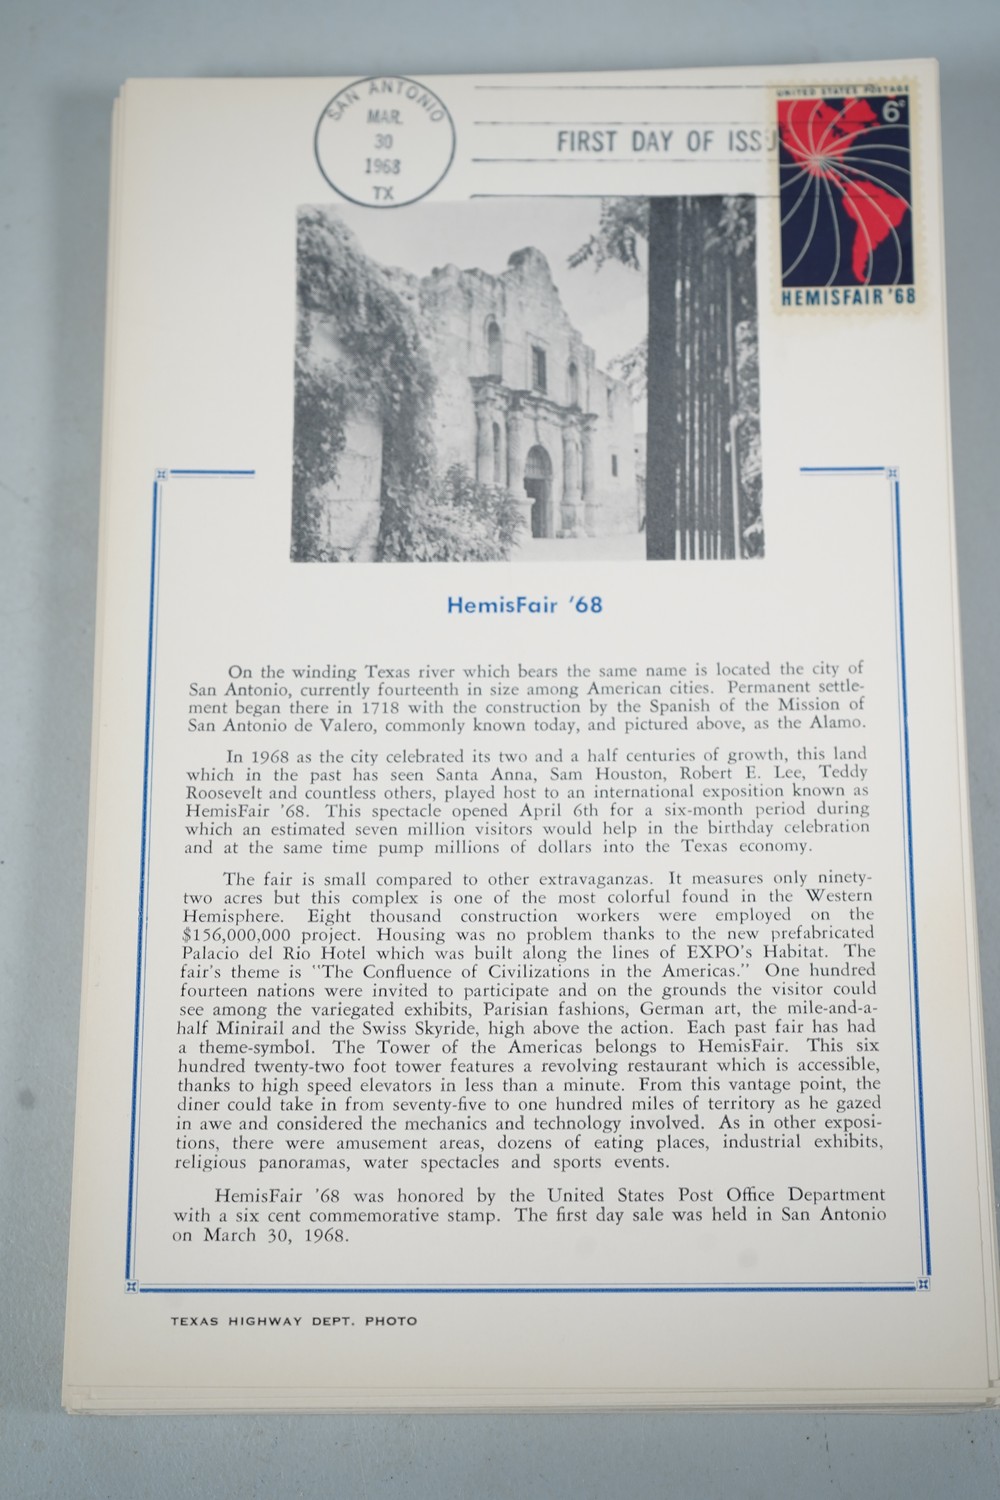 SAN ANTONIO
MAR.
30
1968
TX
FIRST DAY OF ISSU
UNITED STATES POSTAGE
6c
HEMISFAIR '68
HemisFair '68
On the winding Texas river which bears the same name is located the city of
San Antonio, currently fourteenth in size among American cities. Permanent settle-
ment began there in 1718 with the construction by the Spanish of the Mission of
San Antonio de Valero, commonly known today, and pictured above, as the Alamo.
In 1968 as the city celebrated its two and a half centuries of growth, this land
which in the past has seen Santa Anna, Sam Houston, Robert E. Lee, Teddy
Roosevelt and countless others, played host to an international exposition known as
HemisFair '68. This spectacle opened April 6th for a six-month period during
which an estimated seven million visitors would help in the birthday celebration
and at the same time pump millions of dollars into the Texas economy.
The fair is small compared to other extravaganzas. It measures only ninety-
two acres but this complex is one of the most colorful found in the Western
Hemisphere. Eight thousand construction workers were employed on the
$156,000,000 project. Housing was no problem thanks to the new prefabricated
Palacio del Rio Hotel which was built along the lines of EXPO's Habitat. The
fair's theme is "The Confluence of Civilizations in the Americas." One hundred
fourteen nations were invited to participate and on the grounds the visitor could
see among the variegated exhibits, Parisian fashions, German art, the mile-and-a-
half Minirail and the Swiss Skyride, high above the action. Each past fair has had
a theme-symbol. The Tower of the Americas belongs to HemisFair. This six
hundred twenty-two foot tower features a revolving restaurant which is accessible,
thanks to high speed elevators in less than a minute. From this vantage point, the
diner could take in from seventy-five to one hundred miles of territory as he gazed
in awe and considered the mechanics and technology involved. As in other exposi-
tions, there were amusement areas, dozens of eating places, industrial exhibits,
religious panoramas, water spectacles and sports events.
HemisFair '68 was honored by the United States Post Office Department
with a six cent commemorative stamp. The first day sale was held in San Antonio
on March 30, 1968.
TEXAS HIGHWAY DEPT. PHOTO